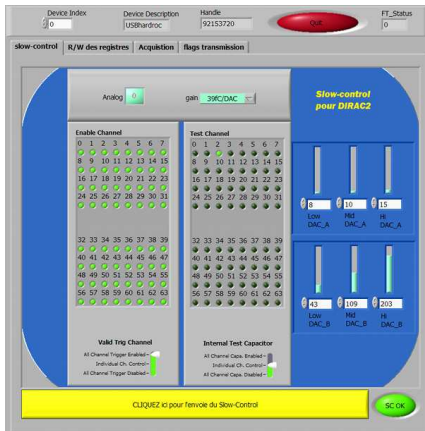 Device Index Device Description Handle FT_Status
0 USBhardroc 92153720 QUIT 0
slow-control R/W des registres Acquistion flags transmission
Analog 0 gain 39fC/DAC
Slow-control
pour DIRAC2
Enable Channel Test Channel
0 1 2 3 4 5 6 7 0 1 2 3 4 5 6 7
8 9 10 11 12 13 14 15 8 9 10 11 12 13 14 15
16 17 18 19 20 21 22 23 16 17 18 19 20 21 22 23
24 25 26 27 28 29 30 31 24 25 26 27 28 29 30 31
8 10 15
Low Mid Hi
DAC_A DAC_A DAC_A
32 33 34 35 36 37 38 39 32 33 34 35 36 37 38 39
40 41 42 43 44 45 46 47 40 41 42 43 44 45 46 47
48 49 50 51 52 53 54 55 48 49 50 51 52 53 54 55
56 57 58 59 60 61 62 63 56 57 58 59 60 61 62 63
43 109 203
Low Mid Hi
DAC_B DAC_B DAC_B
Valid Trig Channel Internal Test Capacitor
All Channel Trigger Enabled All Channel Caps. Enabled
Individual Ch. Control Individual Ch. Control
All Channel Trigger Disabled All Channel Caps. Disabled
CLIQUEZ ici pour l'envoie du Slow-Control SC OK